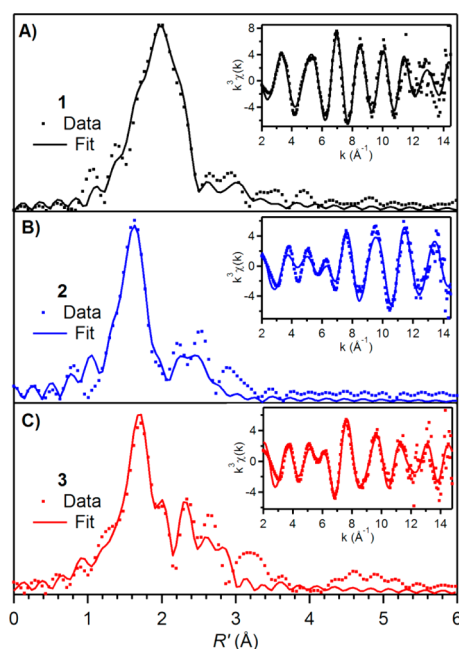 A)
1
Data
Fit
k³χ(k)
8
4
0
-4
2 4 6 8 10 12 14
k (Å⁻¹)
B)
2
Data
Fit
k³χ(k)
4
0
-4
2 4 6 8 10 12 14
k (Å⁻¹)
C)
3
Data
Fit
k³χ(k)
4
0
-4
2 4 6 8 10 12 14
k (Å⁻¹)
0 1 2 3 4 5 6
R' (Å)